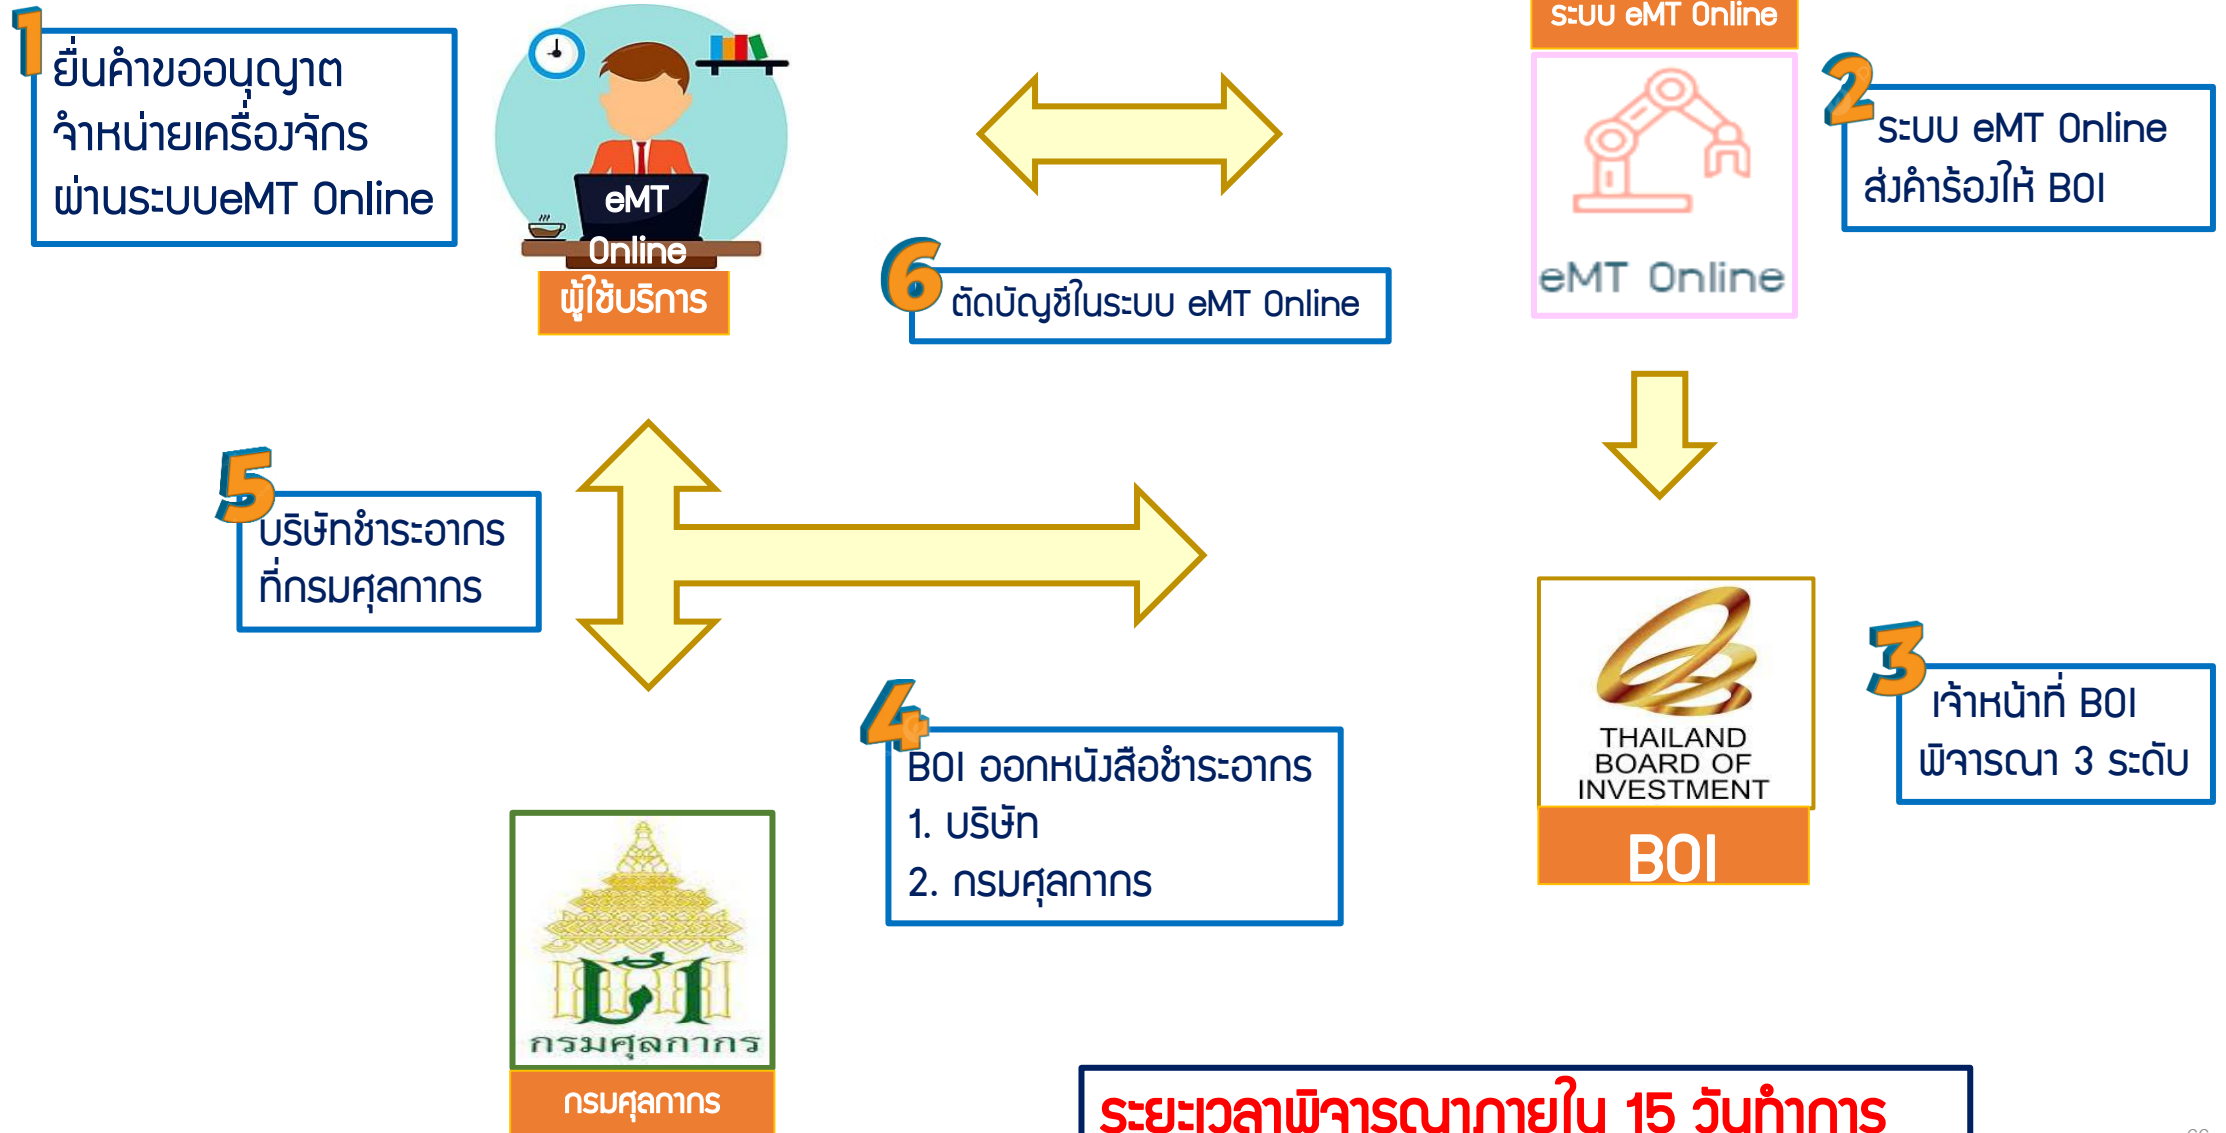 1
ยื่นคำขออนุญาต
จำหน่ายเครื่องจักร
ผ่านระบบeMT Online
eMT
Online
ผู้ใช้บริการ
ระบบ eMT Online
eMT Online
2
ระบบ eMT Online
ส่งคำร้องให้ BOI
6
ตัดบัญชีในระบบ eMT Online
5
บริษัทชำระอากร
ที่กรมศุลกากร
THAILAND
BOARD OF
INVESTMENT
BOI
3
เจ้าหน้าที่ BOI
พิจารณา 3 ระดับ
4
BOI ออกหนังสือชำระอากร
1. บริษัท
2. กรมศุลกากร
กรมศุลกากร
กรมศุลกากร
ระยะเวลาพิจารณาภายใน 15 วันทำการ